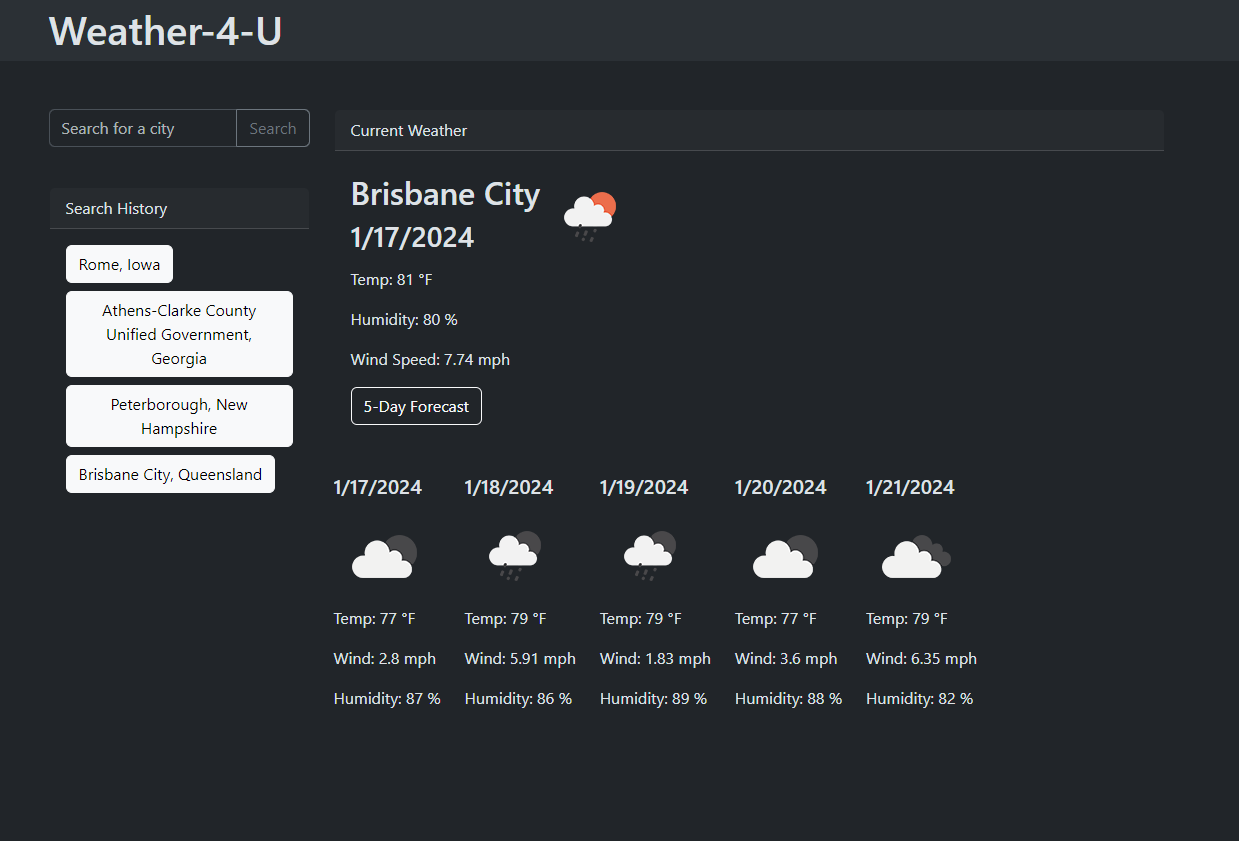 Weather-4-U
Search for a city
Search
Search History
Rome, Iowa
Athens-Clarke County
Unified Government,
Georgia
Peterborough, New
Hampshire
Brisbane City, Queensland
Current Weather
Brisbane City
1/17/2024
Temp: 81 °F
Humidity: 80 %
Wind Speed: 7.74 mph
5-Day Forecast
1/17/2024
Temp: 77 °F
Wind: 2.8 mph
Humidity: 87 %
1/18/2024
Temp: 79 °F
Wind: 5.91 mph
Humidity: 86 %
1/19/2024
Temp: 79 °F
Wind: 1.83 mph
Humidity: 89 %
1/20/2024
Temp: 77 °F
Wind: 3.6 mph
Humidity: 88 %
1/21/2024
Temp: 79 °F
Wind: 6.35 mph
Humidity: 82 %